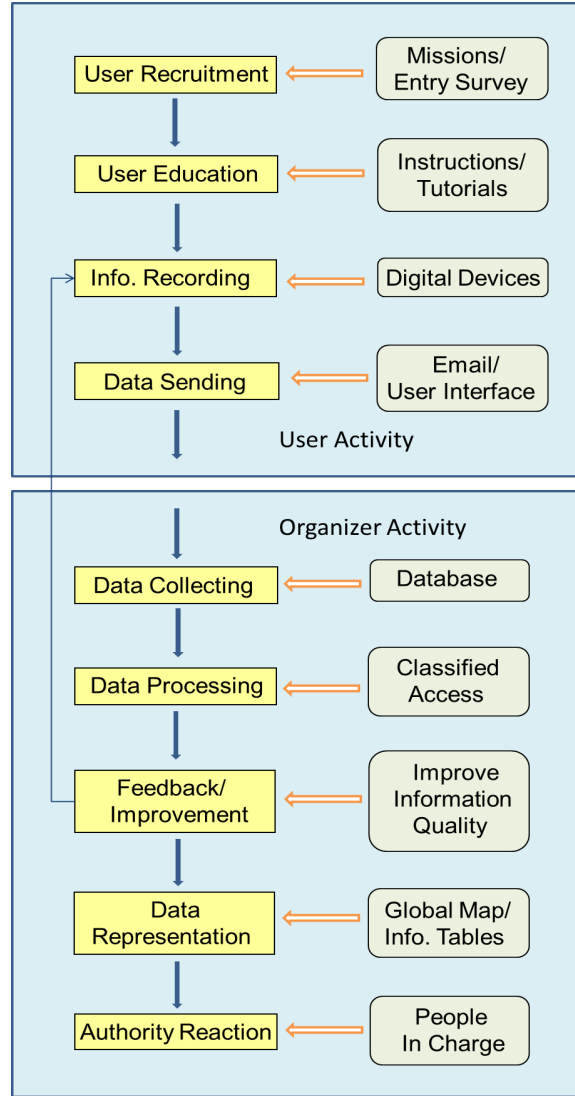 User Recruitment
Missions/
Entry Survey
User Education
Instructions/
Tutorials
Info. Recording
Digital Devices
Data Sending
Email/
User Interface
User Activity
Organizer Activity
Data Collecting
Database
Data Processing
Classified
Access
Feedback/
Improvement
Improve
Information
Quality
Data
Representation
Global Map/
Info. Tables
Authority Reaction
People
In Charge